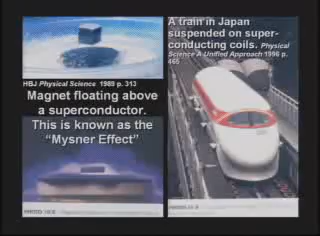 HBJ Physical Science 1989 p. 313
Magnet floating above
a superconductor.
This is known as the
"Mysner Effect"
A train in Japan
suspended on super-
conducting coils. Physical
Science A Unified Approach 1996 p.
465